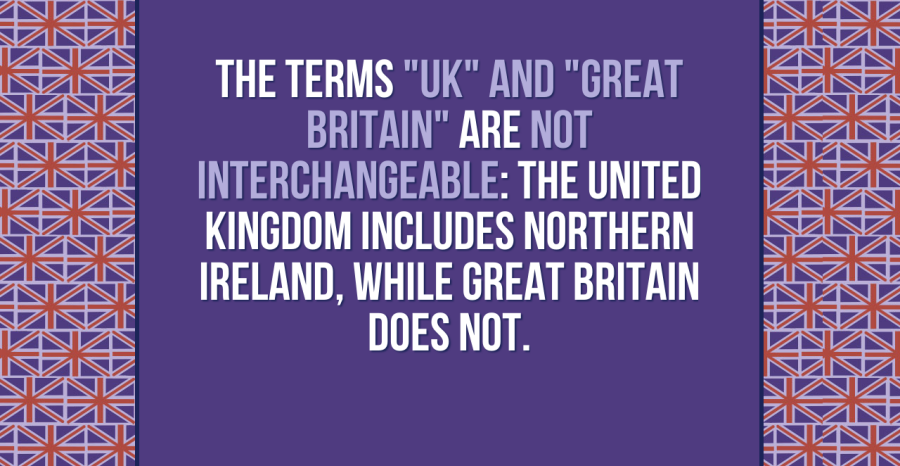 THE TERMS "UK" AND "GREAT
BRITAIN" ARE NOT
INTERCHANGEABLE: THE UNITED
KINGDOM INCLUDES NORTHERN
IRELAND, WHILE GREAT BRITAIN
DOES NOT.